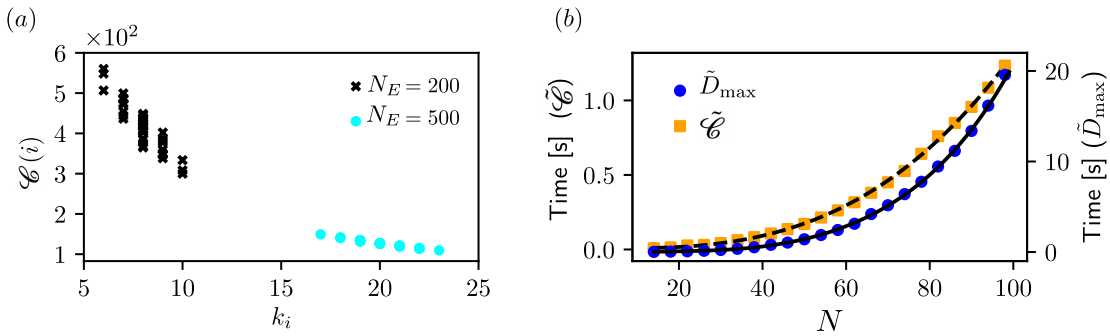 (a)
×10²
6
5
4
3
2
1
𝒞(i)
5
10
15
20
25
k_i
N_E = 200
N_E = 500
(b)
1.0
0.5
0.0
Time [s] (𝒞̃)
D̃_max
𝒞̃
20
10
0
Time [s] (D̃_max)
20
40
60
80
100
N